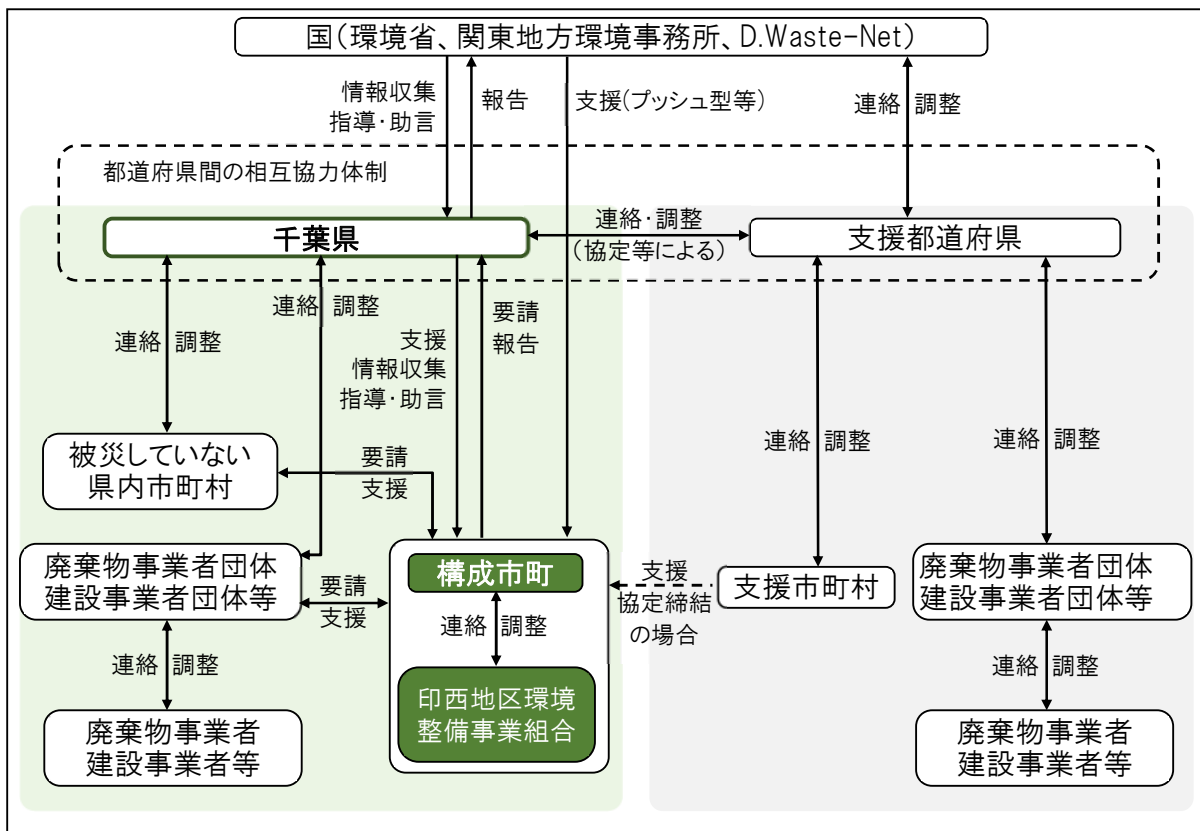 国(環境省、関東地方環境事務所、D.Waste-Net)
情報収集
指導・助言
報告
支援(プッシュ型等)
連絡 調整
都道府県間の相互協力体制
千葉県
連絡・調整
(協定等による)
支援都道府県
連絡 調整
連絡 調整
要請
報告
支援
情報収集
指導・助言
連絡 調整
連絡 調整
被災していない
県内市町村
要請
支援
廃棄物事業者団体
建設事業者団体等
要請
支援
構成市町
連絡 調整
印西地区環境
整備事業組合
支援
協定締結
の場合
支援市町村
廃棄物事業者団体
建設事業者団体等
連絡 調整
廃棄物事業者
建設事業者等
連絡 調整
廃棄物事業者
建設事業者等